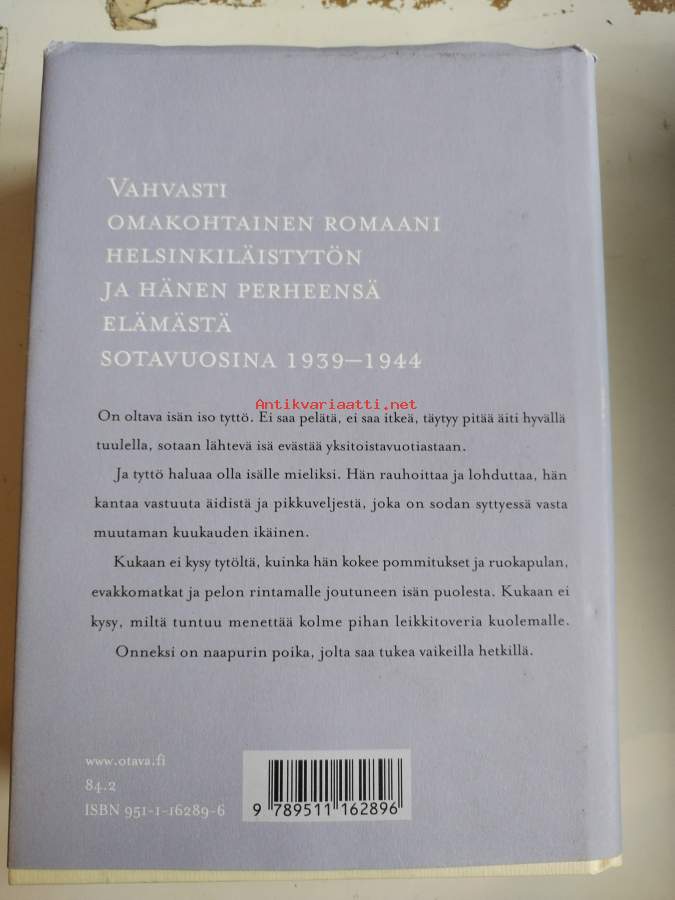 Vahvasti
omakohtainen romaani
helsinkiläistytön
ja hänen perheensä
elämästä
sotavuosina 1939–1944
Antikvariaatti.net
On oltava isän iso tyttö. Ei saa pelätä, ei saa itkeä, täytyy pitää äiti hyvällä
tuulella, sotaan lähtevä isä evästää yksitoistavuotiastaan.
Ja tyttö haluaa olla isälle mieliksi. Hän rauhoittaa ja lohduttaa, hän
kantaa vastuuta äidistä ja pikkuveljestä, joka on sodan syttyessä vasta
muutaman kuukauden ikäinen.
Kukaan ei kysy tytöltä, kuinka hän kokee pommitukset ja ruokapulan,
evakkomatkat ja pelon rintamalle joutuneen isän puolesta. Kukaan ei
kysy, miltä tuntuu menettää kolme pihan leikkitoveria kuolemalle.
Onneksi on naapurin poika, jolta saa tukea vaikeilla hetkillä.
www.otava.fi
84.2
ISBN 951-1-16289-6
9 789511 162896